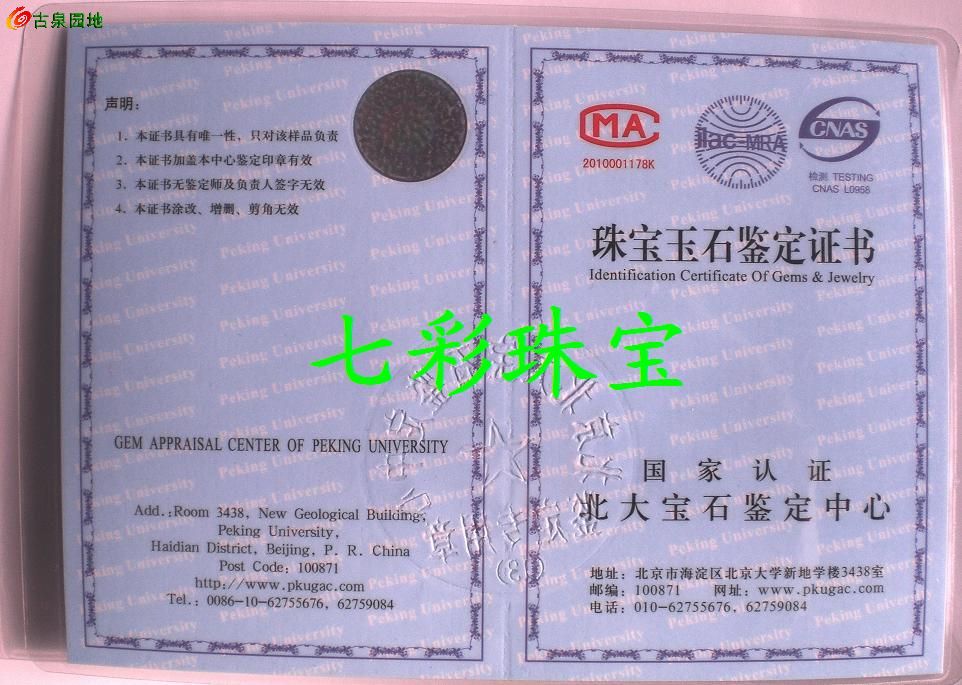 古泉园地
声明：
1、本证书具有唯一性，只对该样品负责
2、本证书加盖本中心鉴定印章有效
3、本证书无鉴定师及负责人签字无效
4、本证书涂改、增删、剪角无效
GEM APPRAISAL CENTER OF PEKING UNIVERSITY
Add.:Room 3438, New Geological Building,
Peking University,
Haidian District, Beijing, P. R. China
Post Code: 100871
http://www.pkugac.com
Tel.: 0086-10-62755676, 62759084
七彩珠宝
MA
2010001178K
ilac-MRA
CNAS
检测 TESTING
CNAS L0958
珠宝玉石鉴定证书
Identification Certificate Of Gems & Jewelry
国家认证
北大宝石鉴定中心
地址：北京市海淀区北京大学新地学楼3438室
邮编：100871 网址：www.pkugac.com
电话：010-62755676, 62759084
Peking University